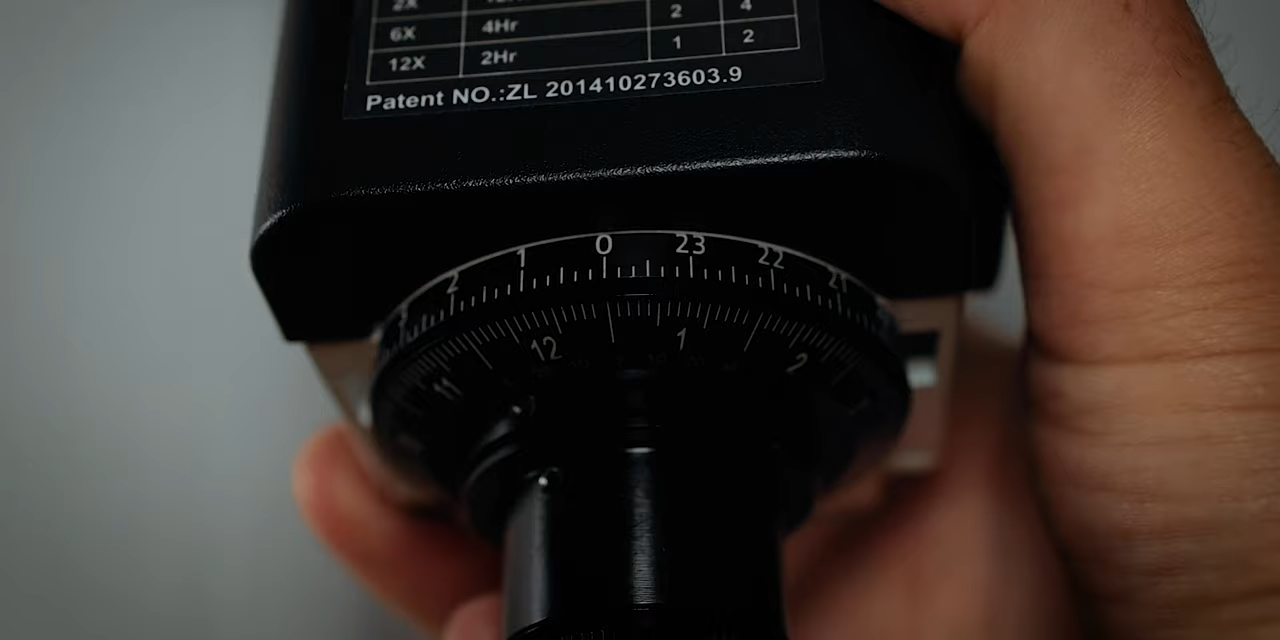 2X
6X 4Hr 2 4
12X 2Hr 1 2
Patent NO.:ZL 201410273603.9
2 1 0 23 22 21
11 12 1 2